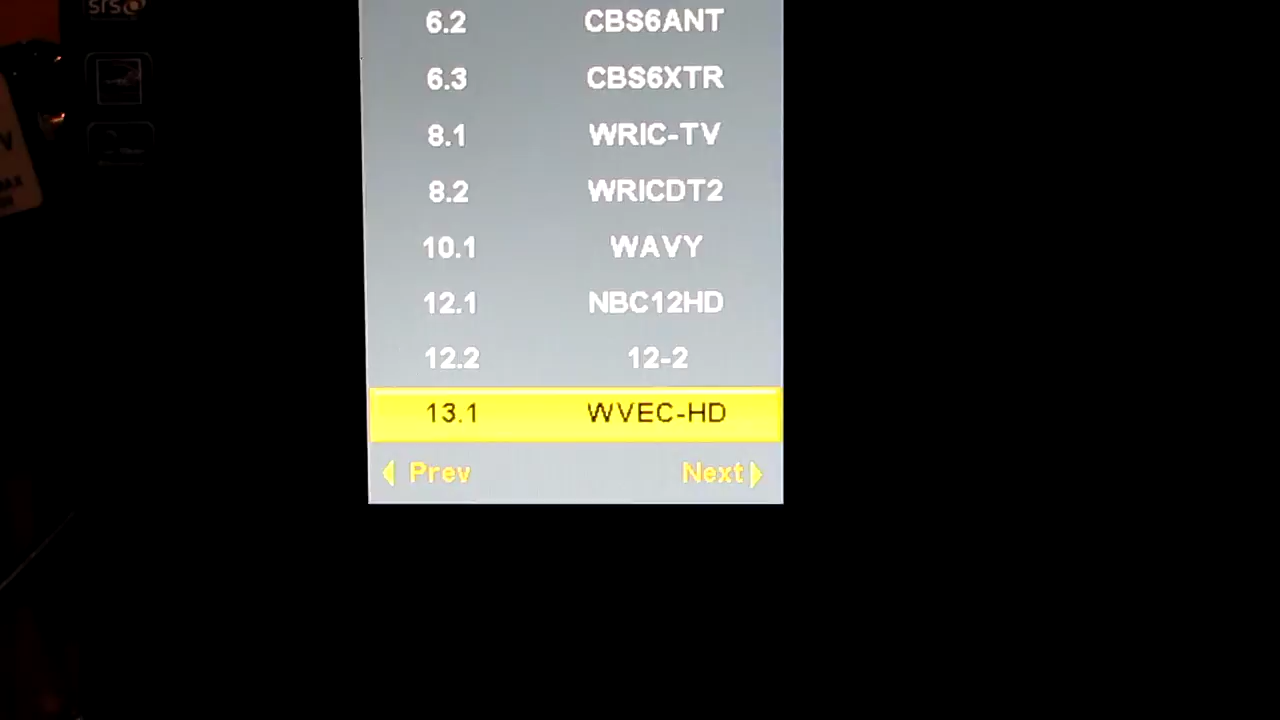 SRS
6.2 CBS6ANT
6.3 CBS6XTR
8.1 WRIC-TV
8.2 WRICDT2
10.1 WAVY
12.1 NBC12HD
12.2 12-2
13.1 WVEC-HD
Prev Next